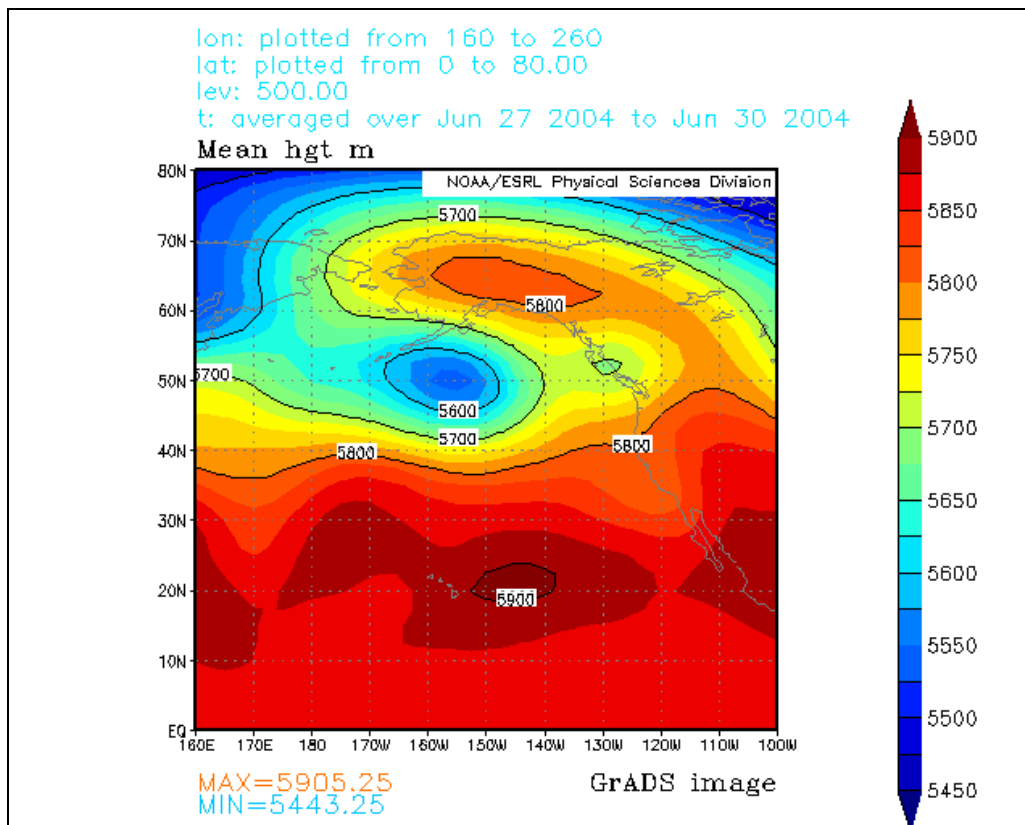 lon: plotted from 160 to 260
lat: plotted from 0 to 80.00
lev: 500.00
t: averaged over Jun 27 2004 to Jun 30 2004
Mean hgt m
NOAA/ESRL Physical Sciences Division
80N
70N
60N
50N
40N
30N
20N
10N
EQ
160E 170E 180 170W 160W 150W 140W 130W 120W 110W 100W
5700
5800
5700
5600
5700
5800
5800
5900
5900
5850
5800
5750
5700
5650
5600
5550
5500
5450
MAX=5905.25
MIN=5443.25
GrADS image